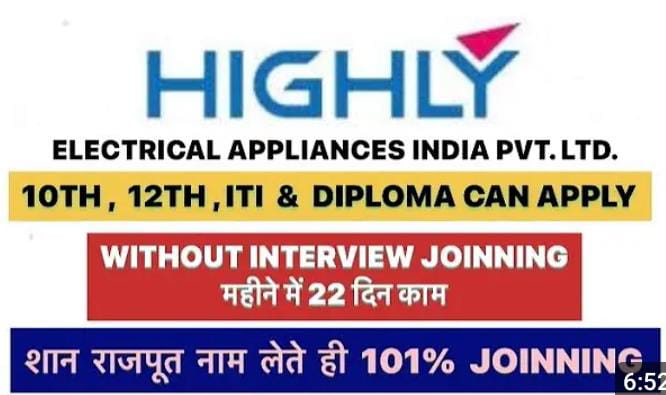 HIGHLY
ELECTRICAL APPLIANCES INDIA PVT. LTD.
10TH , 12TH , ITI & DIPLOMA CAN APPLY
WITHOUT INTERVIEW JOINNING
महीने में 22 दिन काम
शान राजपूत नाम लेते ही 101% JOINNING
6:52